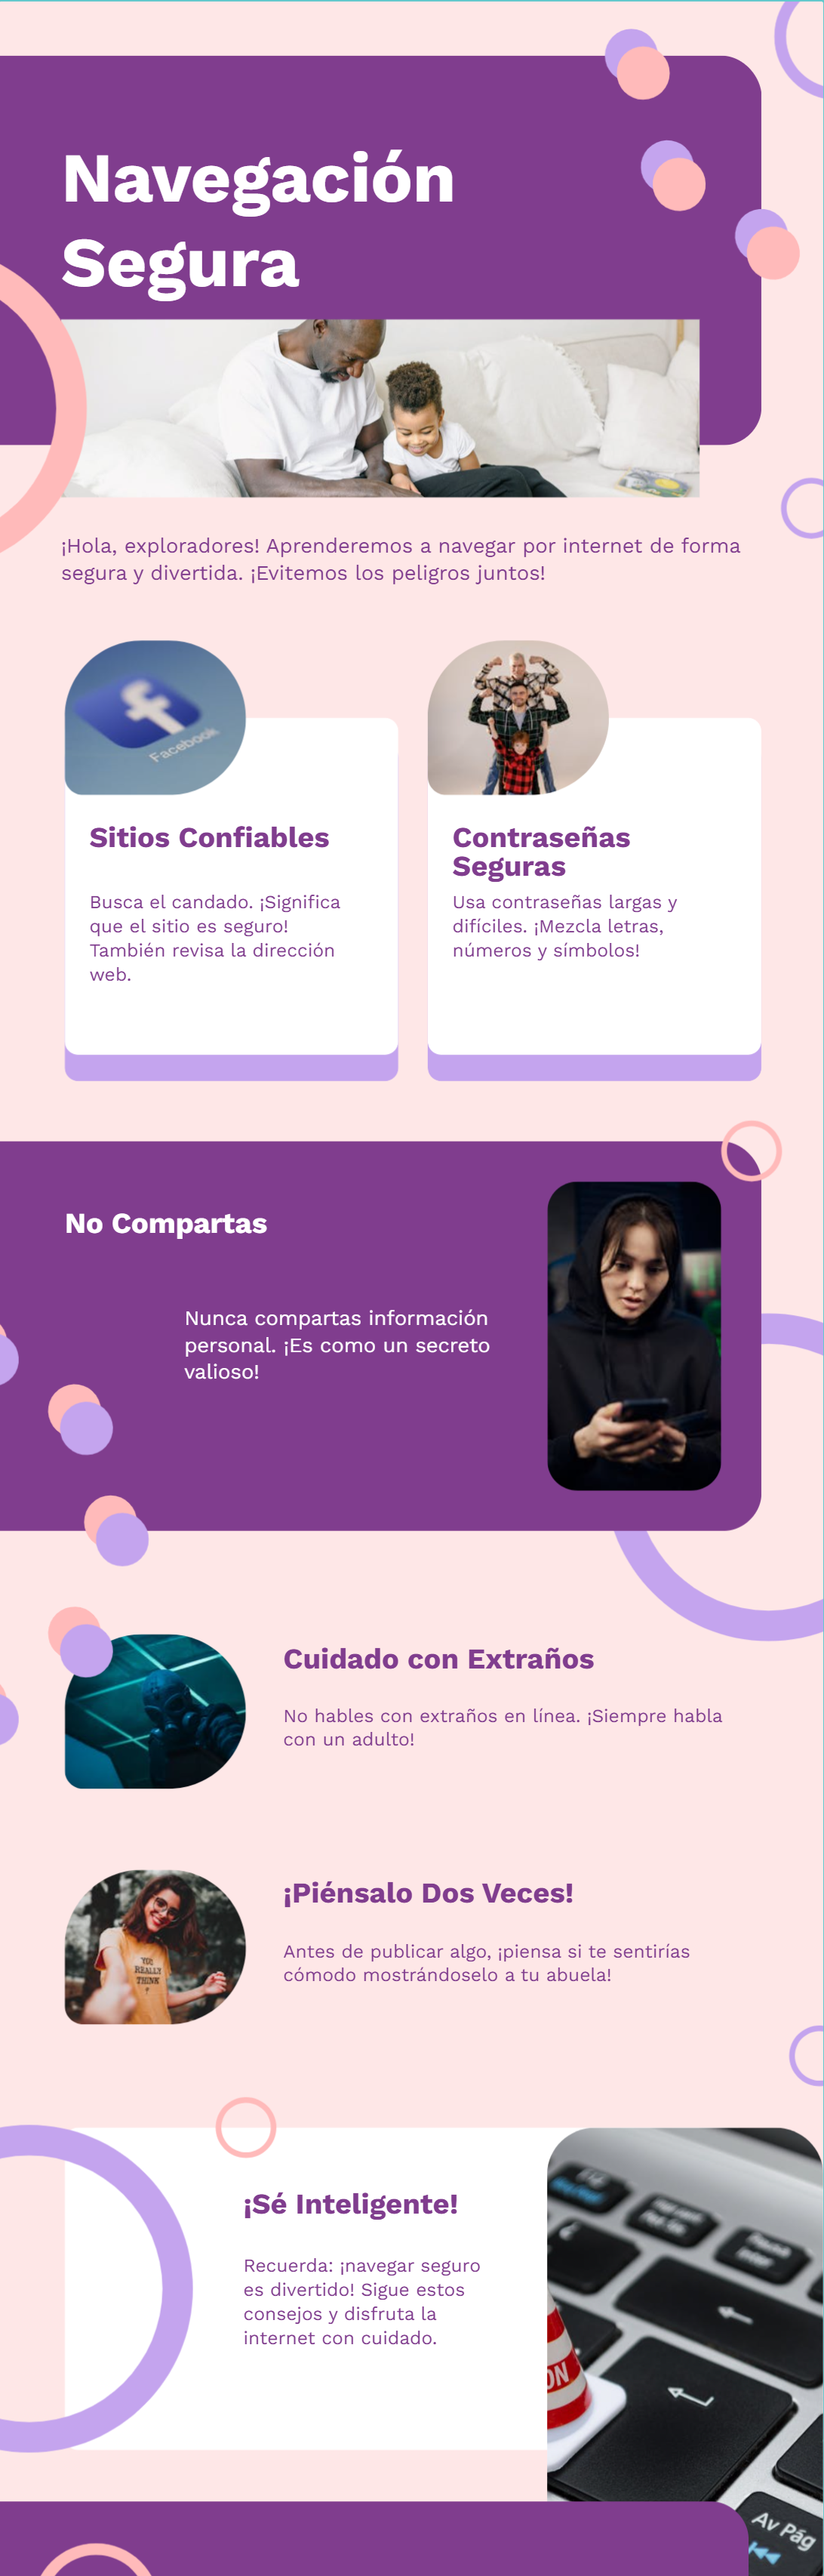 Navegación
Segura
¡Hola, exploradores! Aprenderemos a navegar por internet de forma
segura y divertida. ¡Evitemos los peligros juntos!
Facebook
Sitios Confiables
Busca el candado. ¡Significa
que el sitio es seguro!
También revisa la dirección
web.
Contraseñas
Seguras
Usa contraseñas largas y
difíciles. ¡Mezcla letras,
números y símbolos!
No Compartas
Nunca compartas información
personal. ¡Es como un secreto
valioso!
Cuidado con Extraños
No hables con extraños en línea. ¡Siempre habla
con un adulto!
¡Piénsalo Dos Veces!
YOU
REALLY
THINK
?
Antes de publicar algo, ¡piensa si te sentirías
cómodo mostrándoselo a tu abuela!
¡Sé Inteligente!
Recuerda: ¡navegar seguro
es divertido! Sigue estos
consejos y disfruta la
internet con cuidado.
ON
Av Pág